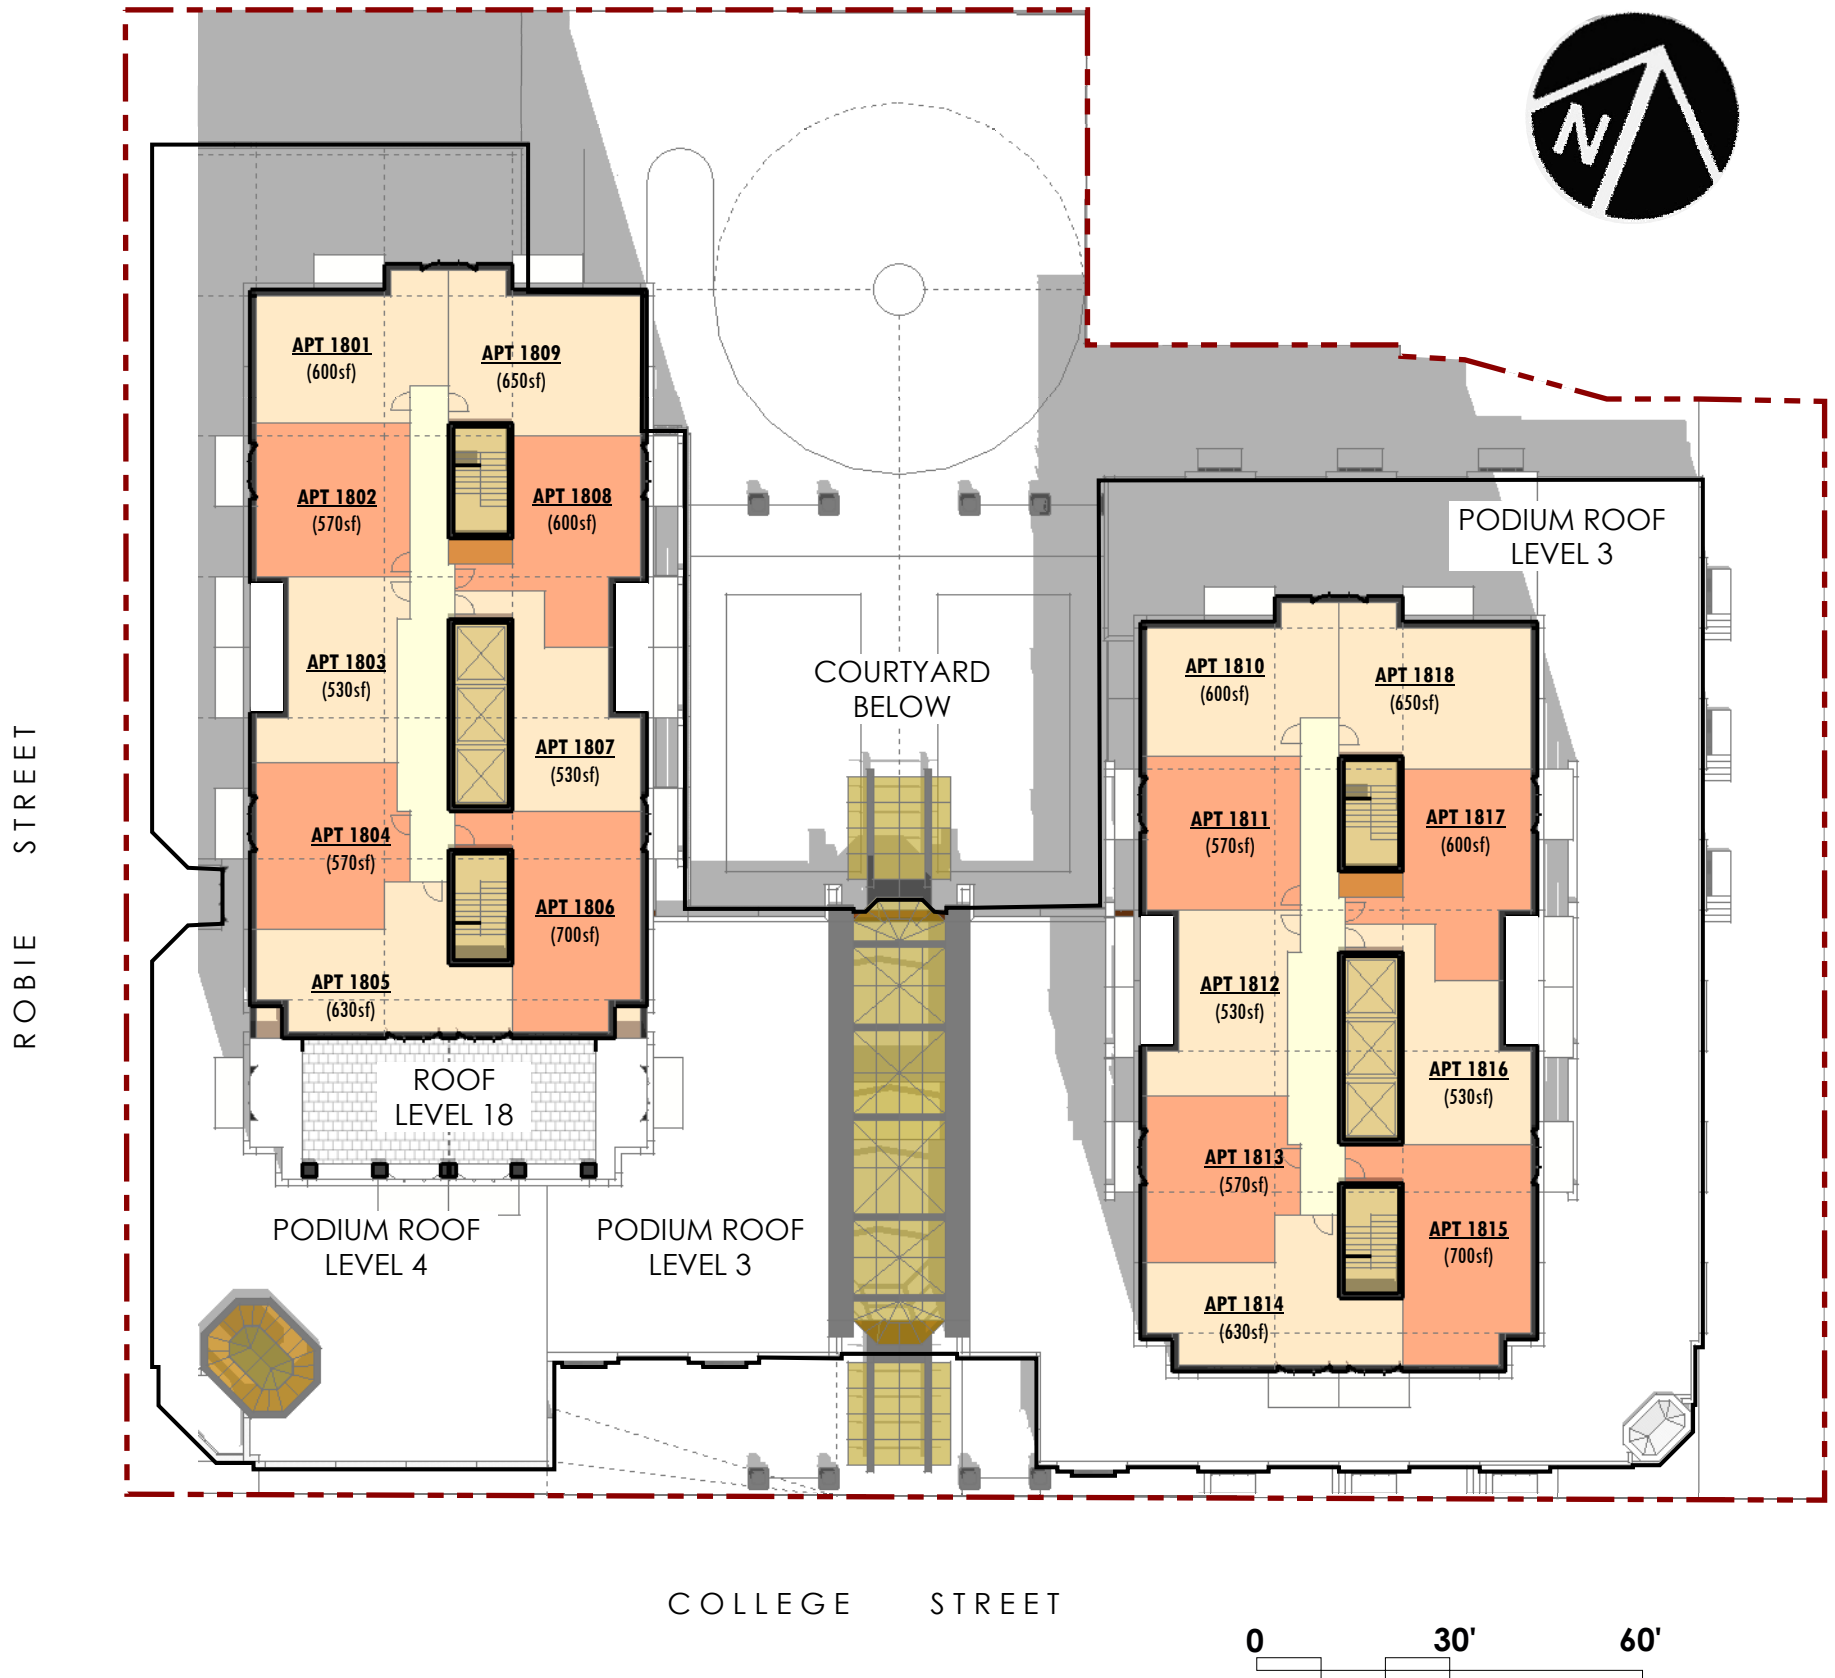 N
APT 1801
(600sf)
APT 1809
(650sf)
APT 1802
(570sf)
APT 1808
(600sf)
APT 1803
(530sf)
APT 1807
(530sf)
APT 1804
(570sf)
APT 1806
(700sf)
APT 1805
(630sf)
ROOF
LEVEL 18
PODIUM ROOF
LEVEL 4
PODIUM ROOF
LEVEL 3
COURTYARD
BELOW
PODIUM ROOF
LEVEL 3
APT 1810
(600sf)
APT 1818
(650sf)
APT 1811
(570sf)
APT 1817
(600sf)
APT 1812
(530sf)
APT 1816
(530sf)
APT 1813
(570sf)
APT 1815
(700sf)
APT 1814
(630sf)
ROBIE STREET
COLLEGE STREET
0 30' 60'